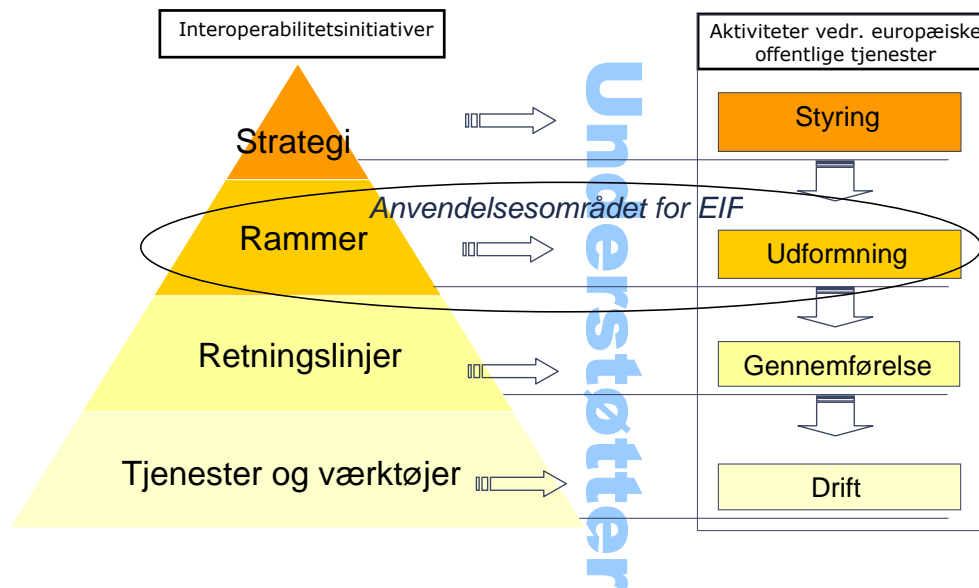 Interoperabilitetsinitiativer
Aktiviteter vedr. europæiske
offentlige tjenester
Understøtter
Strategi
Styring
Anvendelsesområdet for EIF
Rammer
Udformning
Retningslinjer
Gennemførelse
Tjenester og værktøjer
Drift